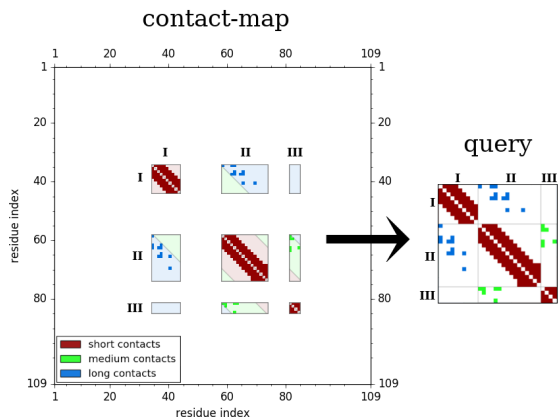 contact-map
1 40 60 80 109
1 1
I II III
20 20
query
I II III
I
40 40
I
residue index
residue index
60 60
II
II
80 80
III
III
short contacts
medium contacts
long contacts
109 109
1 40 60 80 109
residue index